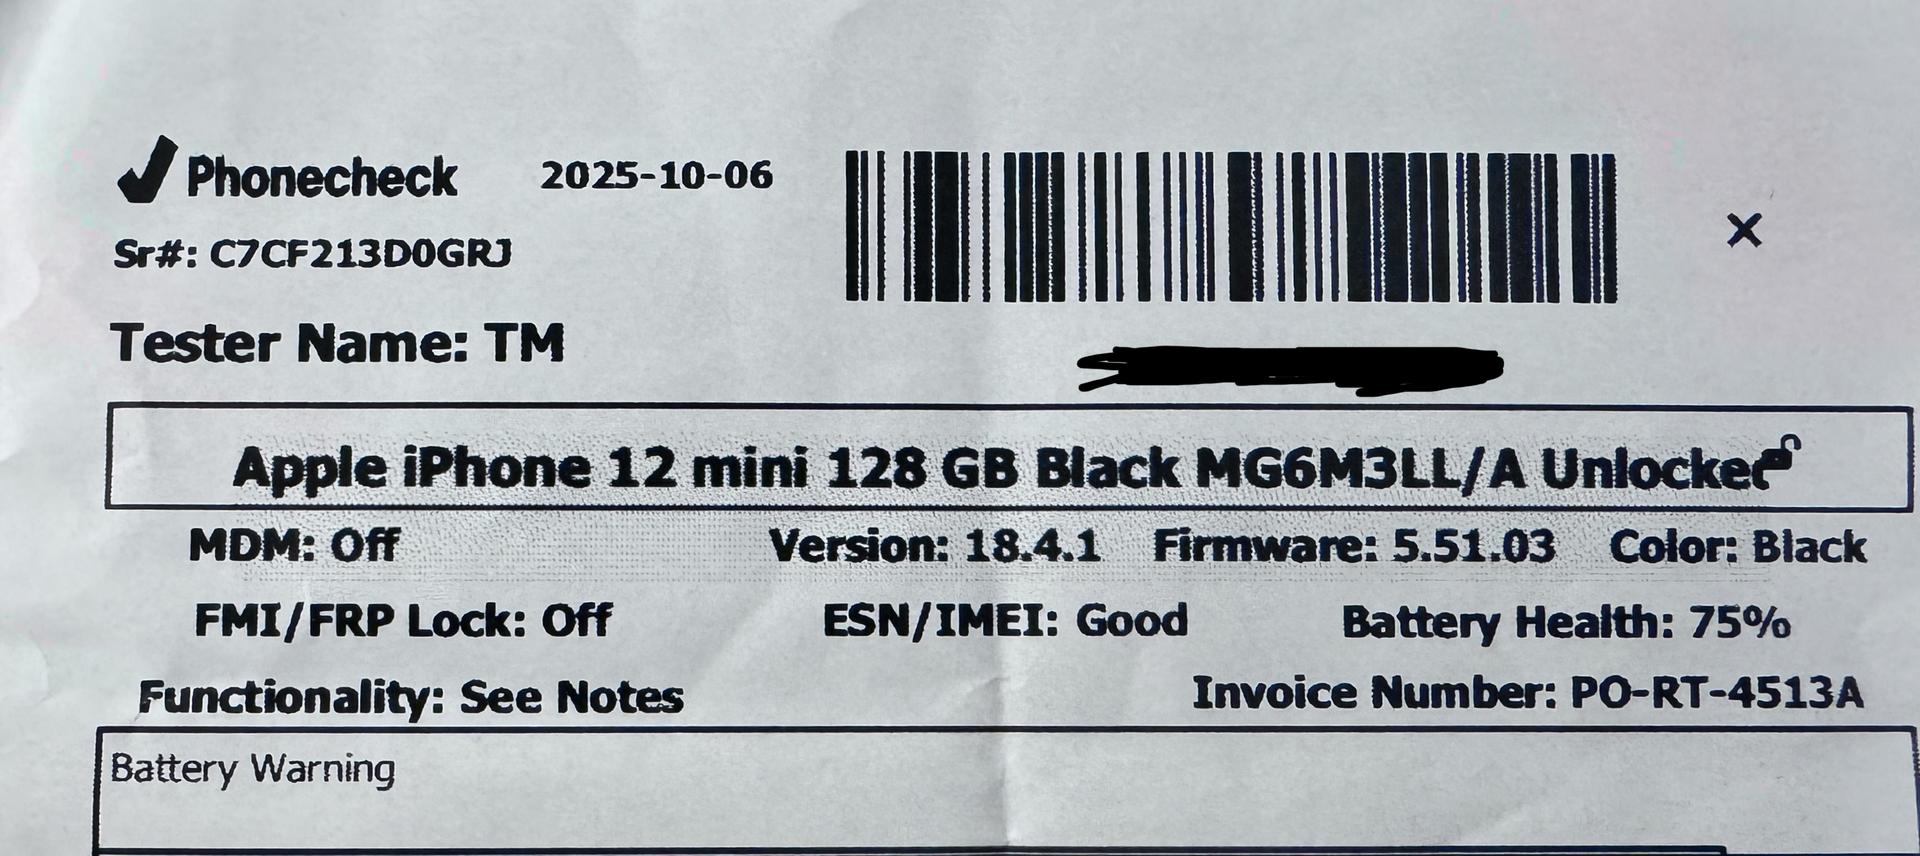 Phonecheck 2025-10-06
Sr#: C7CF213D0GRJ
X
Tester Name: TM
Apple iPhone 12 mini 128 GB Black MG6M3LL/A Unlocked
MDM: Off Version: 18.4.1 Firmware: 5.51.03 Color: Black
FMI/FRP Lock: Off ESN/IMEI: Good Battery Health: 75%
Functionality: See Notes Invoice Number: PO-RT-4513A
Battery Warning